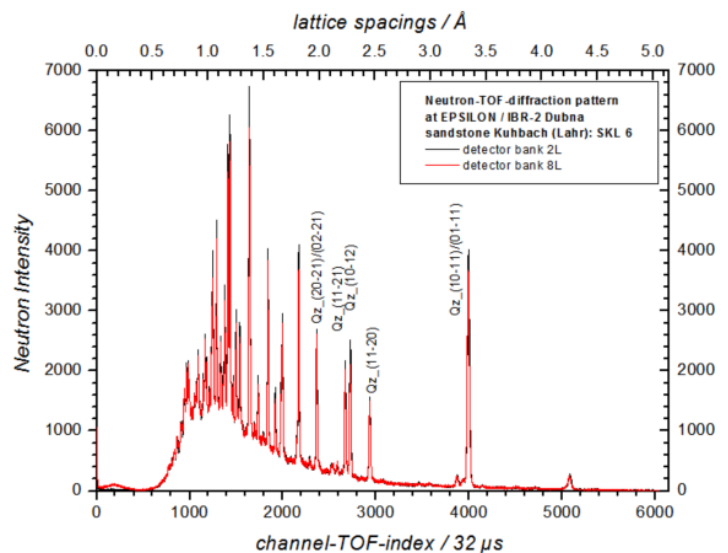 lattice spacings / Å
0.0 0.5 1.0 1.5 2.0 2.5 3.0 3.5 4.0 4.5 5.0
7000 7000
6000 6000
5000 5000
4000 4000
3000 3000
2000 2000
1000 1000
0 0
Neutron Intensity
Neutron-TOF-diffraction pattern
at EPSILON / IBR-2 Dubna
sandstone Kuhbach (Lahr): SKL 6
detector bank 2L
detector bank 8L
Qz_(20-21)/(02-21)
Qz_(11-21)
Qz_(10-12)
Qz_(11-20)
Qz_(10-11)/(01-11)
0 1000 2000 3000 4000 5000 6000
channel-TOF-index / 32 µs